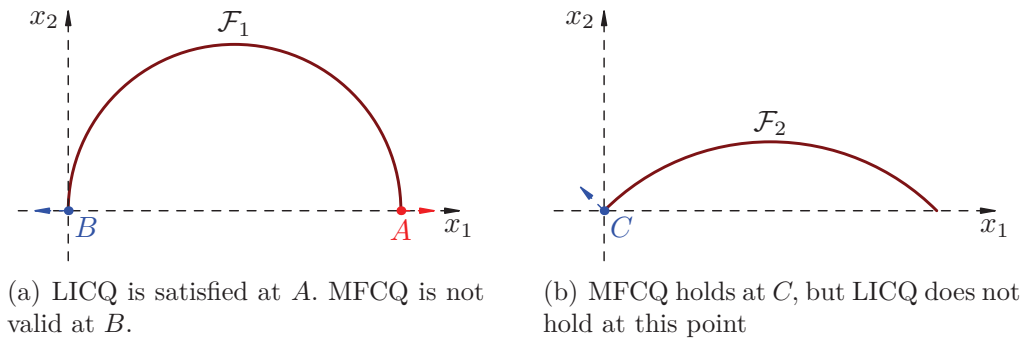 x₂
𝓕₁
B
A
x₁
(a) LICQ is satisfied at A. MFCQ is not
valid at B.
x₂
𝓕₂
C
x₁
(b) MFCQ holds at C, but LICQ does not
hold at this point